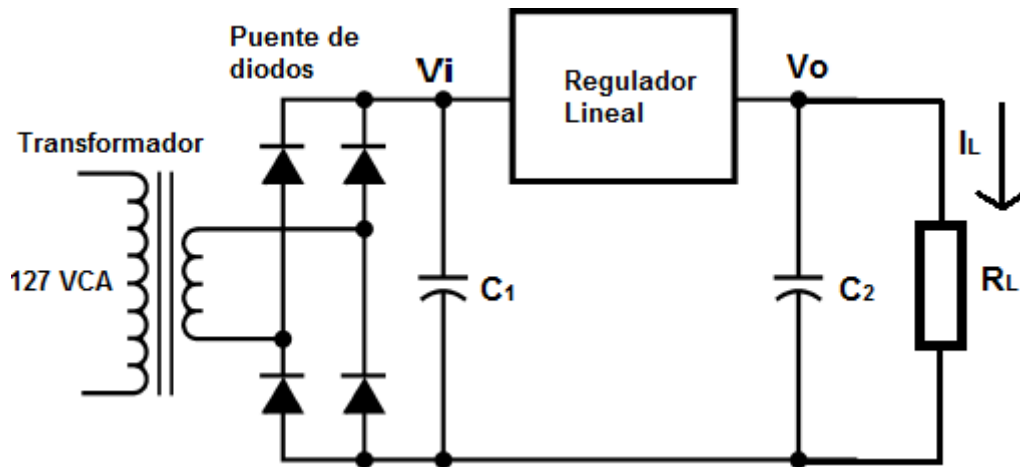 Puente de
diodos
Vi
Regulador
Lineal
Vo
Transformador
IL
127 VCA
C1
C2
RL